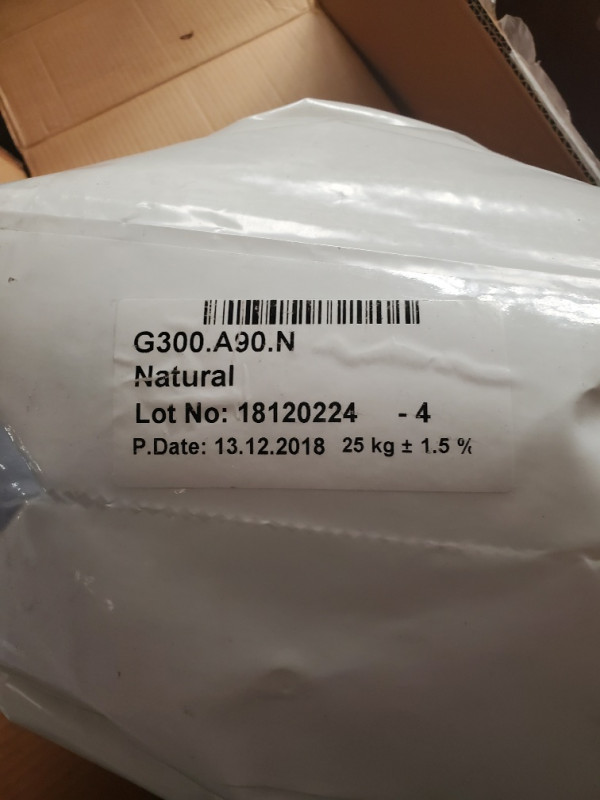 G300.A90.N
Natural
Lot No: 18120224 - 4
P.Date: 13.12.2018 25 kg ± 1.5 %